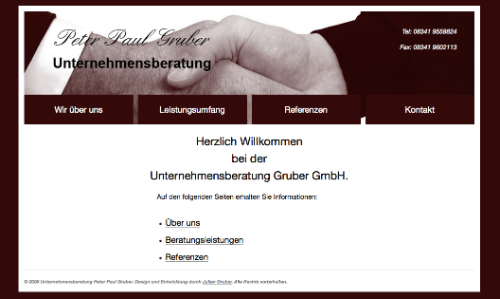 Peter Paul Gruber
Unternehmensberatung
Tel: 08341 9558824
Fax: 08341 9602113
Wir über uns
Leistungsumfang
Referenzen
Kontakt
Herzlich Willkommen
bei der
Unternehmensberatung Gruber GmbH.
Auf den folgenden Seiten erhalten Sie Informationen:
Über uns
Beratungsleistungen
Referenzen
© 2008 Unternehmensberatung Peter Paul Gruber. Design und Entwicklung durch Julian Gruber. Alle Rechte vorbehalten.